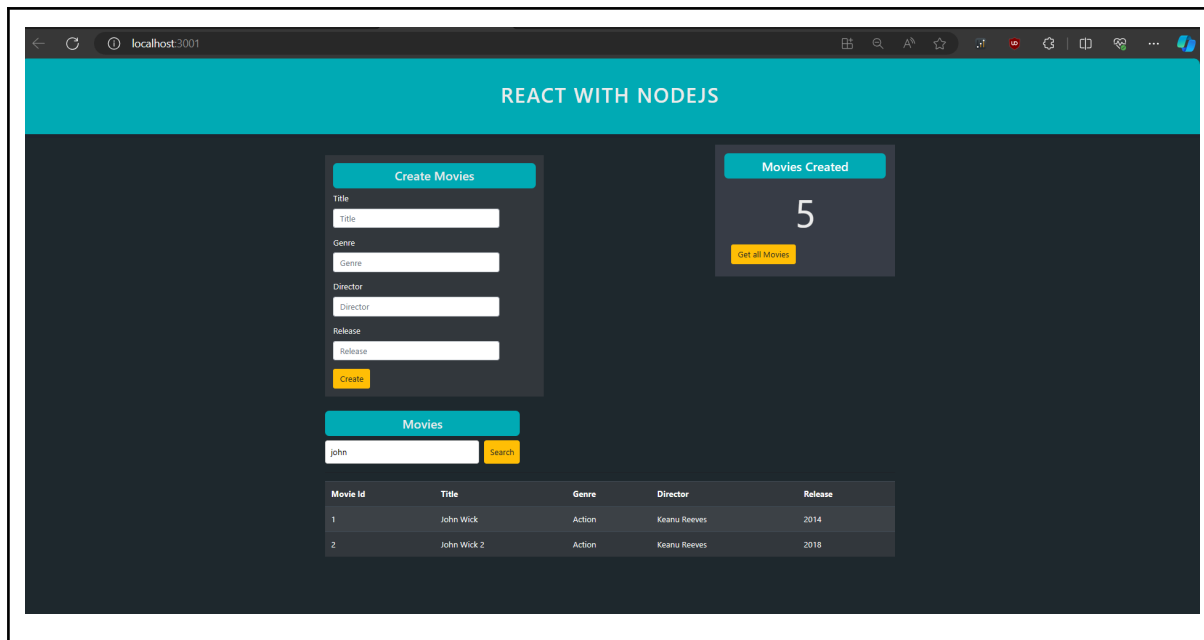 localhost:3001
REACT WITH NODEJS
Create Movies
Title
Title
Genre
Genre
Director
Director
Release
Release
Create
Movies Created
5
Get all Movies
Movies
john Search
Movie Id Title Genre Director Release
1 John Wick Action Keanu Reeves 2014
2 John Wick 2 Action Keanu Reeves 2018